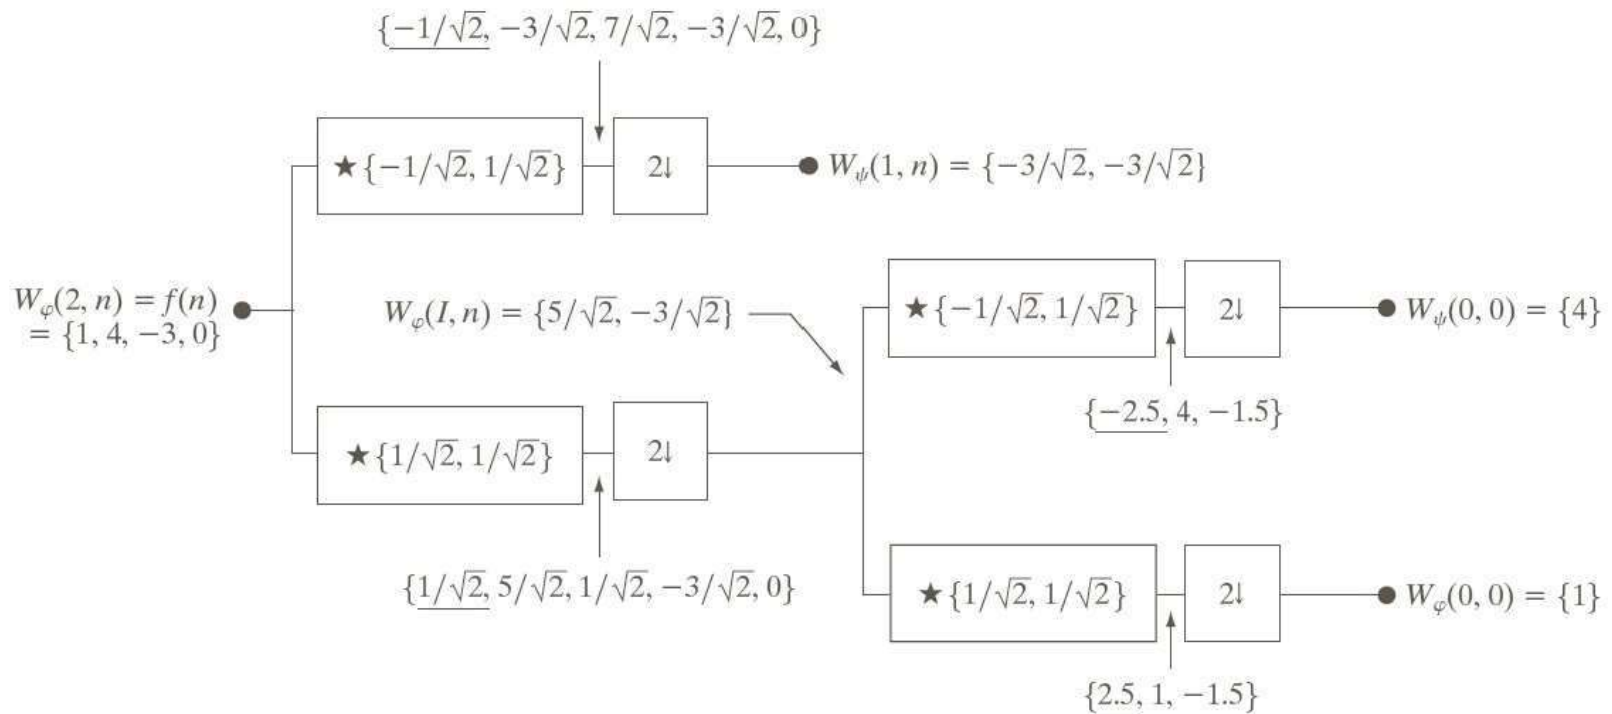 {−1/√2, −3/√2, 7/√2, −3/√2, 0}
★{−1/√2, 1/√2}
2↓
W_ψ(1, n) = {−3/√2, −3/√2}
W_φ(2, n) = f(n)
= {1, 4, −3, 0}
W_φ(I, n) = {5/√2, −3/√2}
★{−1/√2, 1/√2}
2↓
W_ψ(0, 0) = {4}
{−2.5, 4, −1.5}
★{1/√2, 1/√2}
2↓
{1/√2, 5/√2, 1/√2, −3/√2, 0}
★{1/√2, 1/√2}
2↓
W_φ(0, 0) = {1}
{2.5, 1, −1.5}